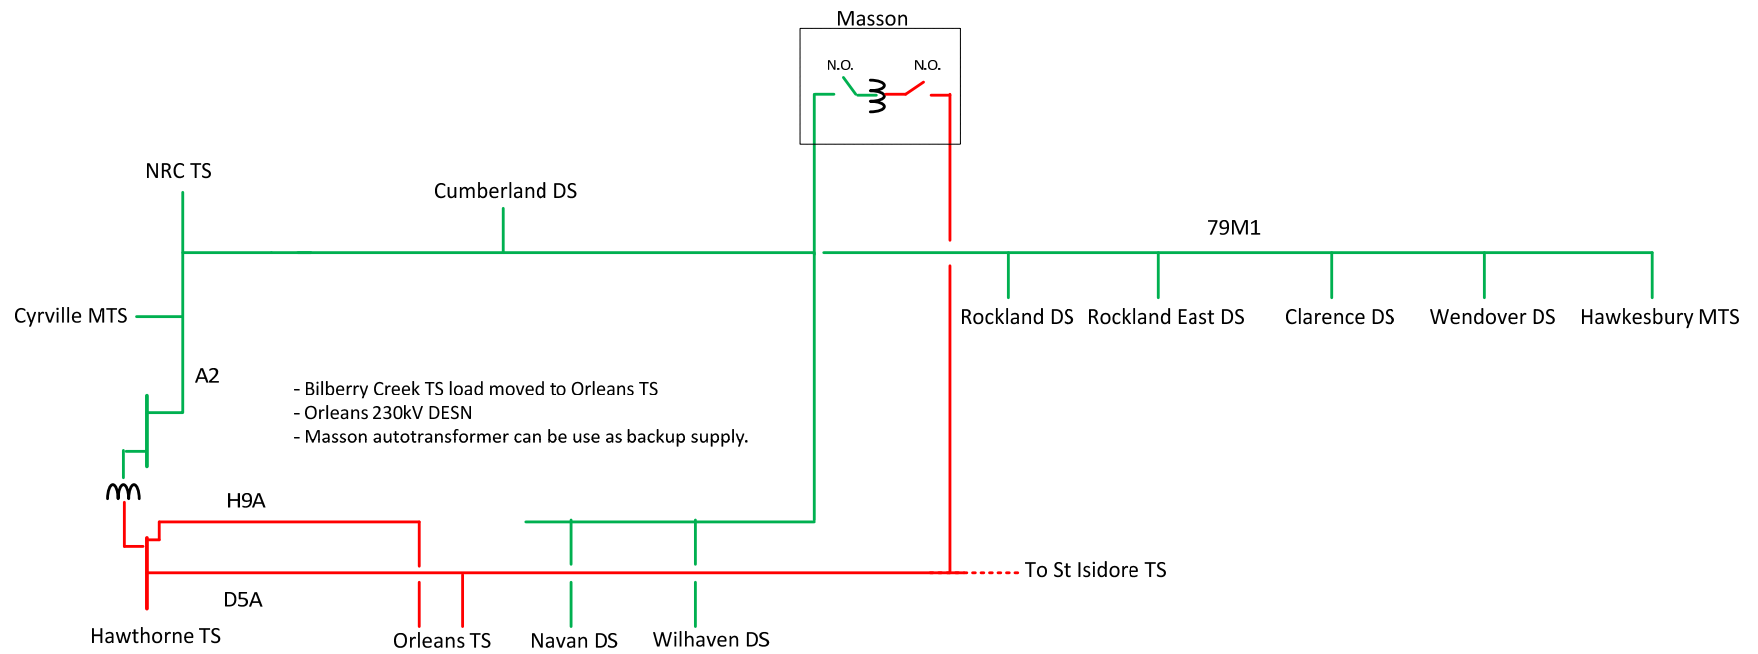 Masson
N.O.
N.O.
NRC TS
Cumberland DS
79M1
Cyrville MTS
Rockland DS
Rockland East DS
Clarence DS
Wendover DS
Hawkesbury MTS
A2
- Bilberry Creek TS load moved to Orleans TS
- Orleans 230kV DESN
- Masson autotransformer can be use as backup supply.
H9A
To St Isidore TS
D5A
Hawthorne TS
Orleans TS
Navan DS
Wilhaven DS